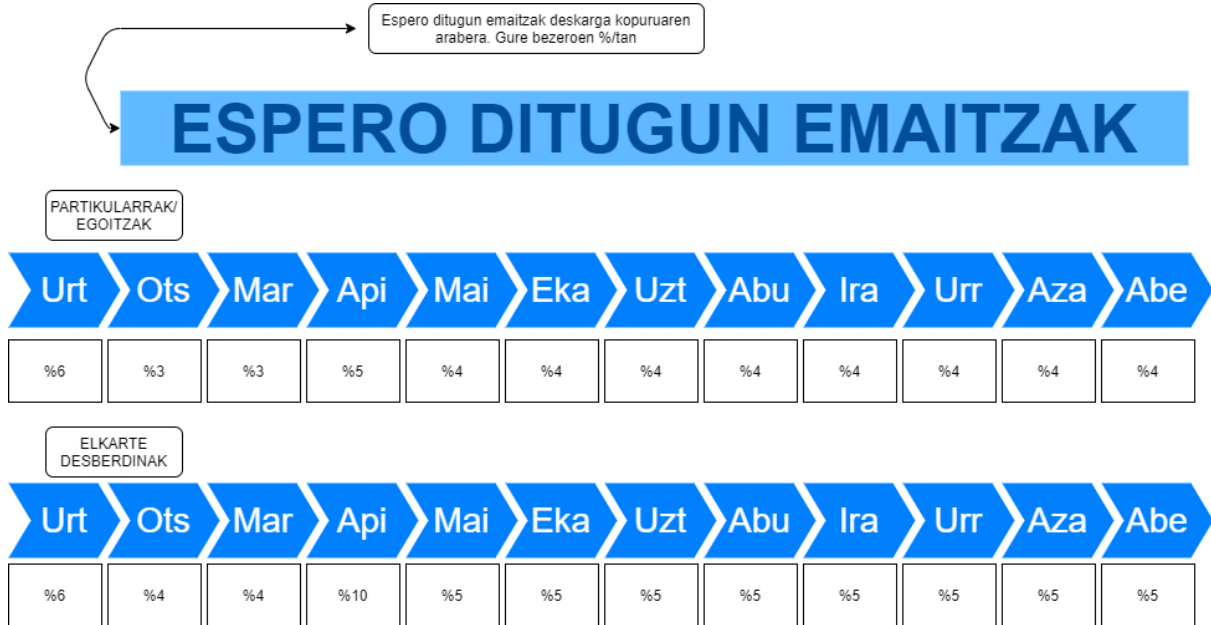 Espero ditugun emaitzak deskarga kopuruaren
arabera. Gure bezeroen %/tan
ESPERO DITUGUN EMAITZAK
PARTIKULARRAK/
EGOITZAK
Urt Ots Mar Api Mai Eka Uzt Abu Ira Urr Aza Abe
%6 %3 %3 %5 %4 %4 %4 %4 %4 %4 %4 %4
ELKARTE
DESBERDINAK
Urt Ots Mar Api Mai Eka Uzt Abu Ira Urr Aza Abe
%6 %4 %4 %10 %5 %5 %5 %5 %5 %5 %5 %5